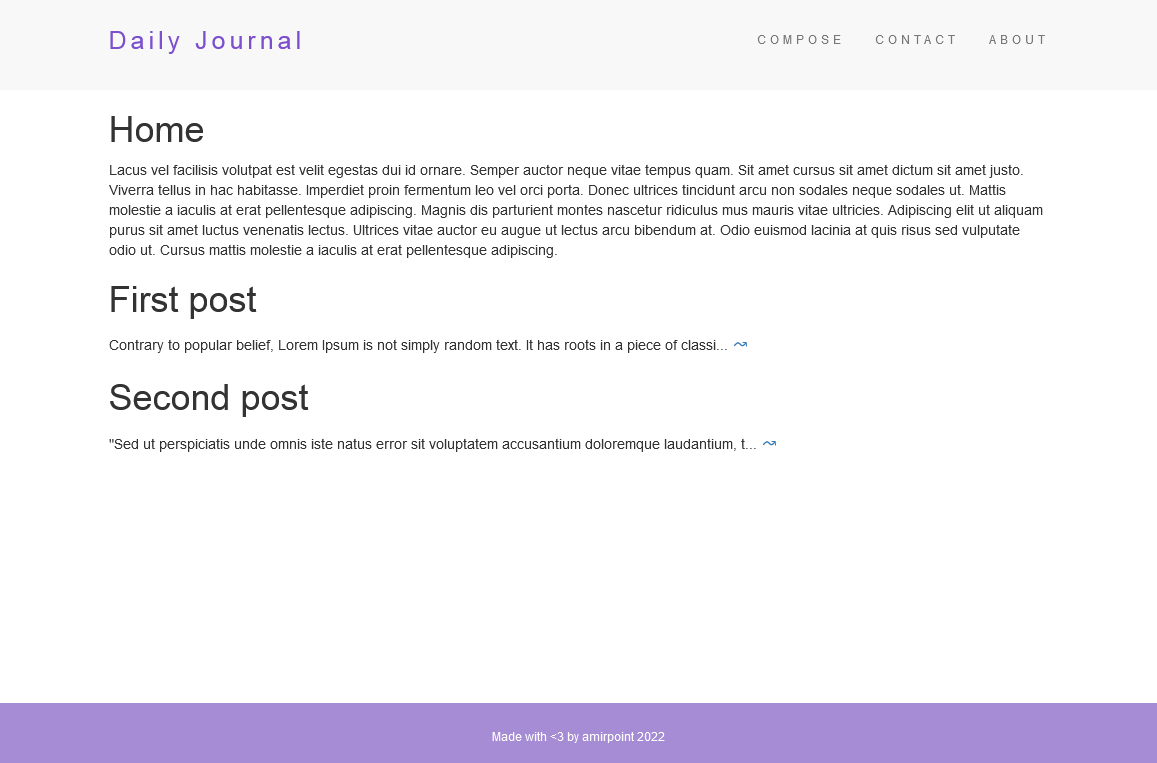 Daily Journal
COMPOSE CONTACT ABOUT
Home
Lacus vel facilisis volutpat est velit egestas dui id ornare. Semper auctor neque vitae tempus quam. Sit amet cursus sit amet dictum sit amet justo.
Viverra tellus in hac habitasse. Imperdiet proin fermentum leo vel orci porta. Donec ultrices tincidunt arcu non sodales neque sodales ut. Mattis
molestie a iaculis at erat pellentesque adipiscing. Magnis dis parturient montes nascetur ridiculus mus mauris vitae ultricies. Adipiscing elit ut aliquam
purus sit amet luctus venenatis lectus. Ultrices vitae auctor eu augue ut lectus arcu bibendum at. Odio euismod lacinia at quis risus sed vulputate
odio ut. Cursus mattis molestie a iaculis at erat pellentesque adipiscing.
First post
Contrary to popular belief, Lorem Ipsum is not simply random text. It has roots in a piece of classi... ↝
Second post
"Sed ut perspiciatis unde omnis iste natus error sit voluptatem accusantium doloremque laudantium, t... ↝
Made with <3 by amirpoint 2022